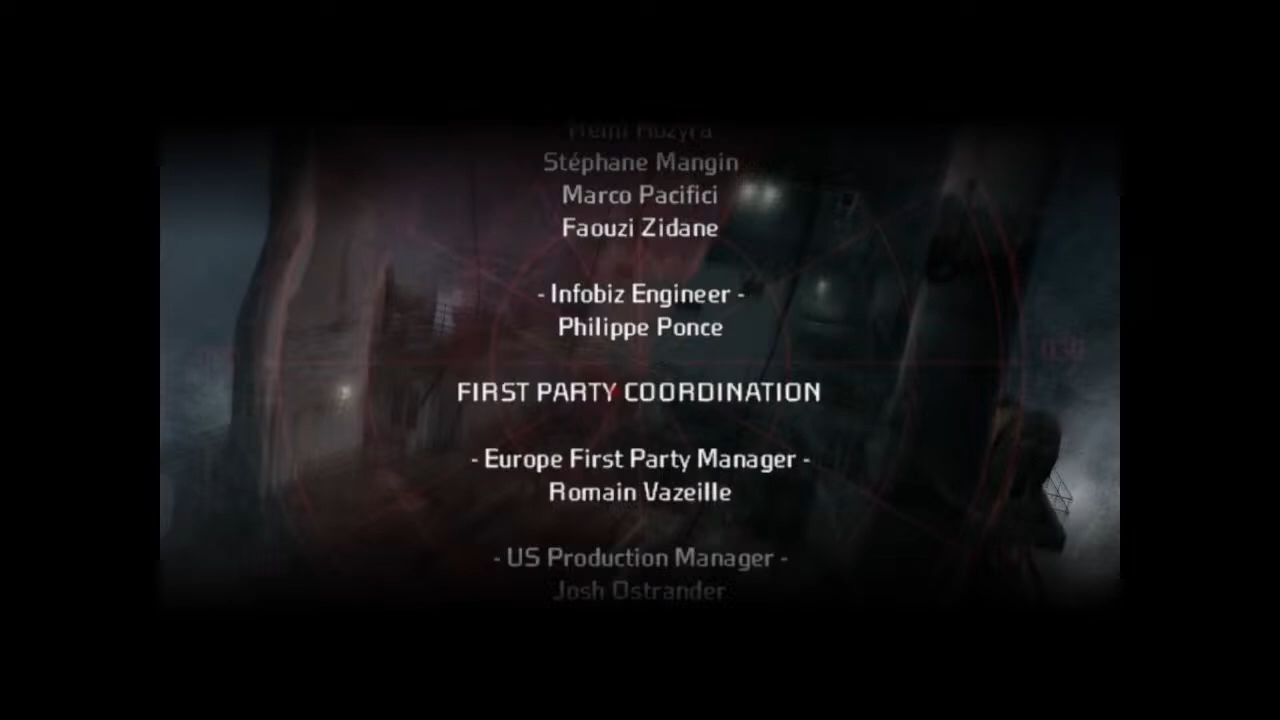 Stéphane Mangin
Marco Pacifici
Faouzi Zidane
- Infobiz Engineer -
Philippe Ponce
FIRST PARTY COORDINATION
- Europe First Party Manager -
Romain Vazeille
- US Production Manager -
Josh Ostrander